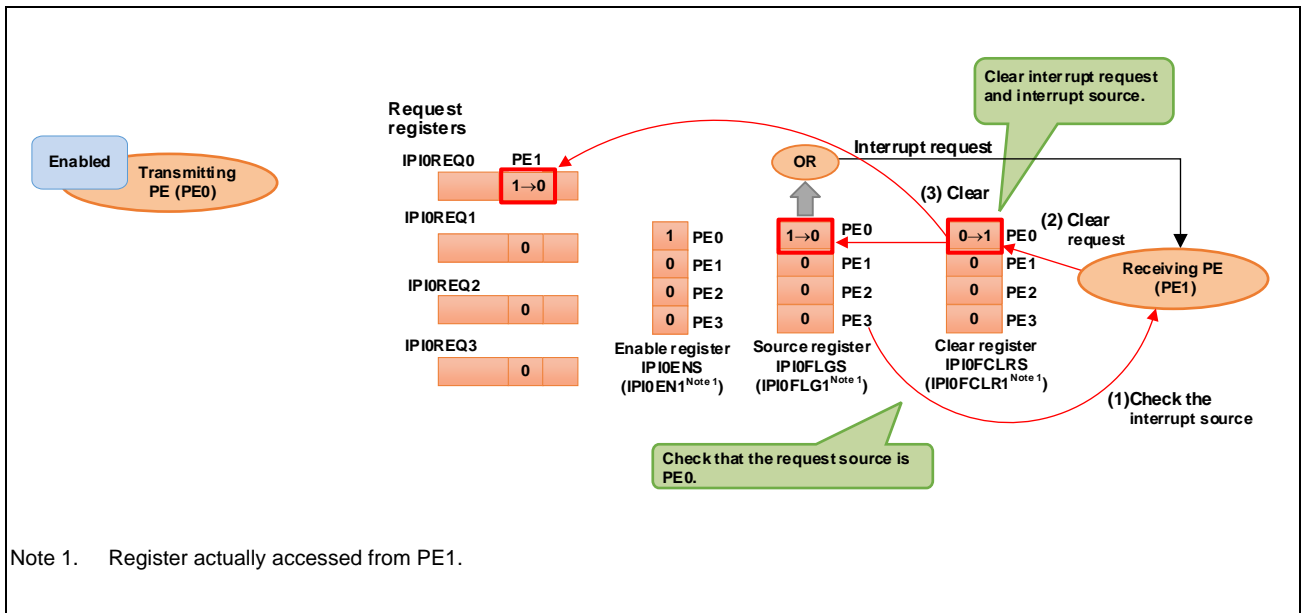 Clear interrupt request
and interrupt source.
Request
registers
Enabled
Transmitting
PE (PE0)
IPI0REQ0
PE1
1→0
IPI0REQ1
0
IPI0REQ2
0
IPI0REQ3
0
OR
Interrupt request
(3) Clear
(2) Clear
request
1 PE0
0 PE1
0 PE2
0 PE3
Enable register
IPI0ENS
(IPI0EN1Note 1)
1→0 PE0
0 PE1
0 PE2
0 PE3
Source register
IPI0FLGS
(IPI0FLG1Note 1)
0→1 PE0
0 PE1
0 PE2
0 PE3
Clear register
IPI0FCLRS
(IPI0FCLR1Note 1)
Receiving PE
(PE1)
(1)Check the
interrupt source
Check that the request source is
PE0.
Note 1. Register actually accessed from PE1.